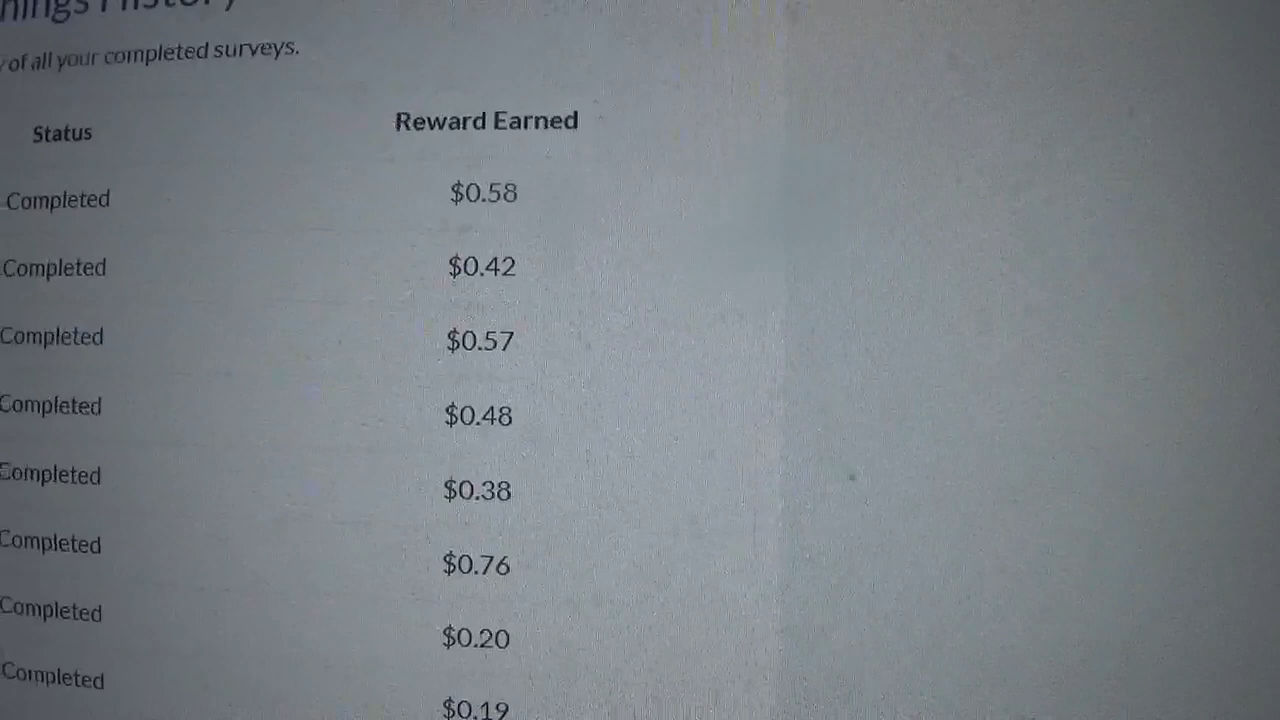 of all your completed surveys.
Status Reward Earned
Completed $0.58
Completed $0.42
Completed $0.57
Completed $0.48
Completed $0.38
Completed $0.76
Completed $0.20
Completed $0.19